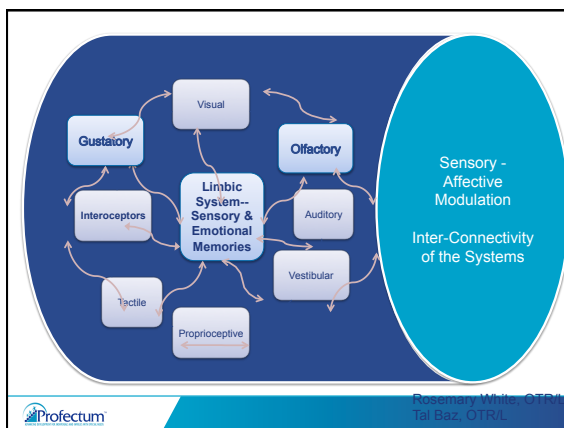 Visual
Gustatory
Olfactory
Limbic
System--
Sensory &
Emotional
Memories
Interoceptors
Auditory
Vestibular
Tectile
Proprioceptive
Sensory -
Affective
Modulation
Inter-Connectivity
of the Systems
Profectum
Rosemary White, OTR/L
Tal Baz, OTR/L